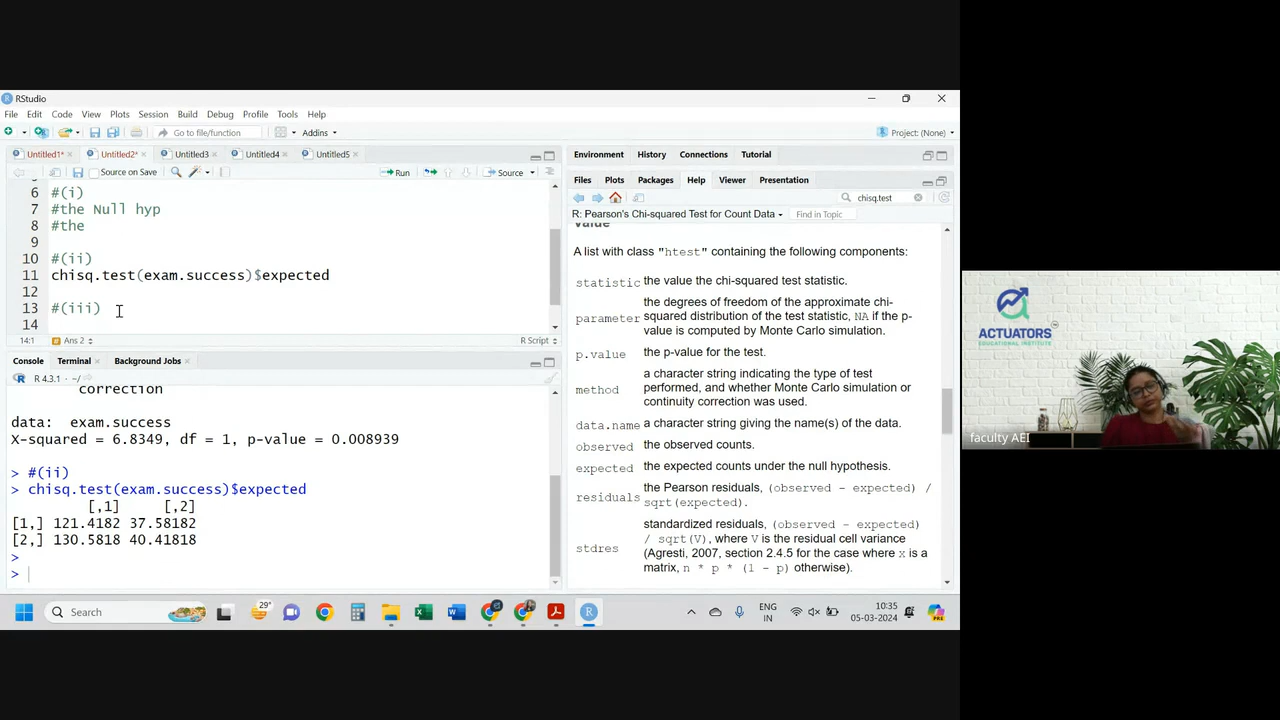 RStudio
File Edit Code View Plots Session Build Debug Profile Tools Help
Go to file/function Addins Project: (None)
Untitled1* Untitled2* Untitled3 Untitled4 Untitled5
Source on Save Run Source
6 #(i)
7 #the Null hyp
8 #the
9
10 #(ii)
11 chisq.test(exam.success)$expected
12
13 #(iii)
14
14:1 Ans 2 R Script
Console Terminal Background Jobs
R 4.3.1 · ~/
correction
data: exam.success
X-squared = 6.8349, df = 1, p-value = 0.008939
> #(ii)
> chisq.test(exam.success)$expected
[,1] [,2]
[1,] 121.4182 37.58182
[2,] 130.5818 40.41818
>
>
Environment History Connections Tutorial
Files Plots Packages Help Viewer Presentation
chisq.test
R: Pearson's Chi-squared Test for Count Data Find in Topic
Value
A list with class "htest" containing the following components:
statistic the value the chi-squared test statistic.
parameter the degrees of freedom of the approximate chi-
squared distribution of the test statistic, NA if the p-
value is computed by Monte Carlo simulation.
p.value the p-value for the test.
method a character string indicating the type of test
performed, and whether Monte Carlo simulation or
continuity correction was used.
data.name a character string giving the name(s) of the data.
observed the observed counts.
expected the expected counts under the null hypothesis.
residuals the Pearson residuals, (observed - expected) /
sqrt(expected).
stdres standardized residuals, (observed - expected)
/ sqrt(V), where V is the residual cell variance
(Agresti, 2007, section 2.4.5 for the case where x is a
matrix, n * p * (1 - p) otherwise).
ACTUATORS
EDUCATIONAL INSTITUTE
faculty AEI
Search
29°
ENG
IN
10:35
05-03-2024